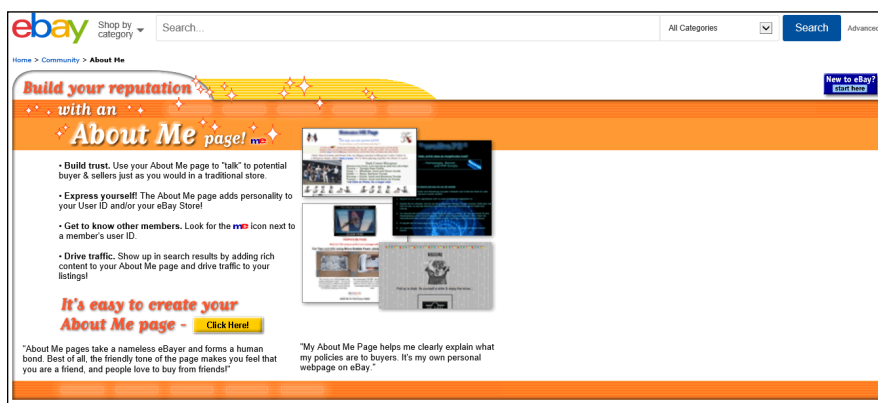 ebay
Shop by
category
Search...
All Categories
Search
Advanced
Home > Community > About Me
Build your reputation
with an
About Me page! me
New to eBay?
start here
• Build trust. Use your About Me page to "talk" to potential
buyer & sellers just as you would in a traditional store.
• Express yourself! The About Me page adds personality to
your User ID and/or your eBay Store!
• Get to know other members. Look for the me icon next to
a member's user ID.
• Drive traffic. Show up in search results by adding rich
content to your About Me page and drive traffic to your
listings!
It's easy to create your
About Me page - Click Here!
"About Me pages take a nameless eBayer and forms a human
bond. Best of all, the friendly tone of the page makes you feel that
you are a friend, and people love to buy from friends!"
"My About Me Page helps me clearly explain what
my policies are to buyers. It's my own personal
webpage on eBay."